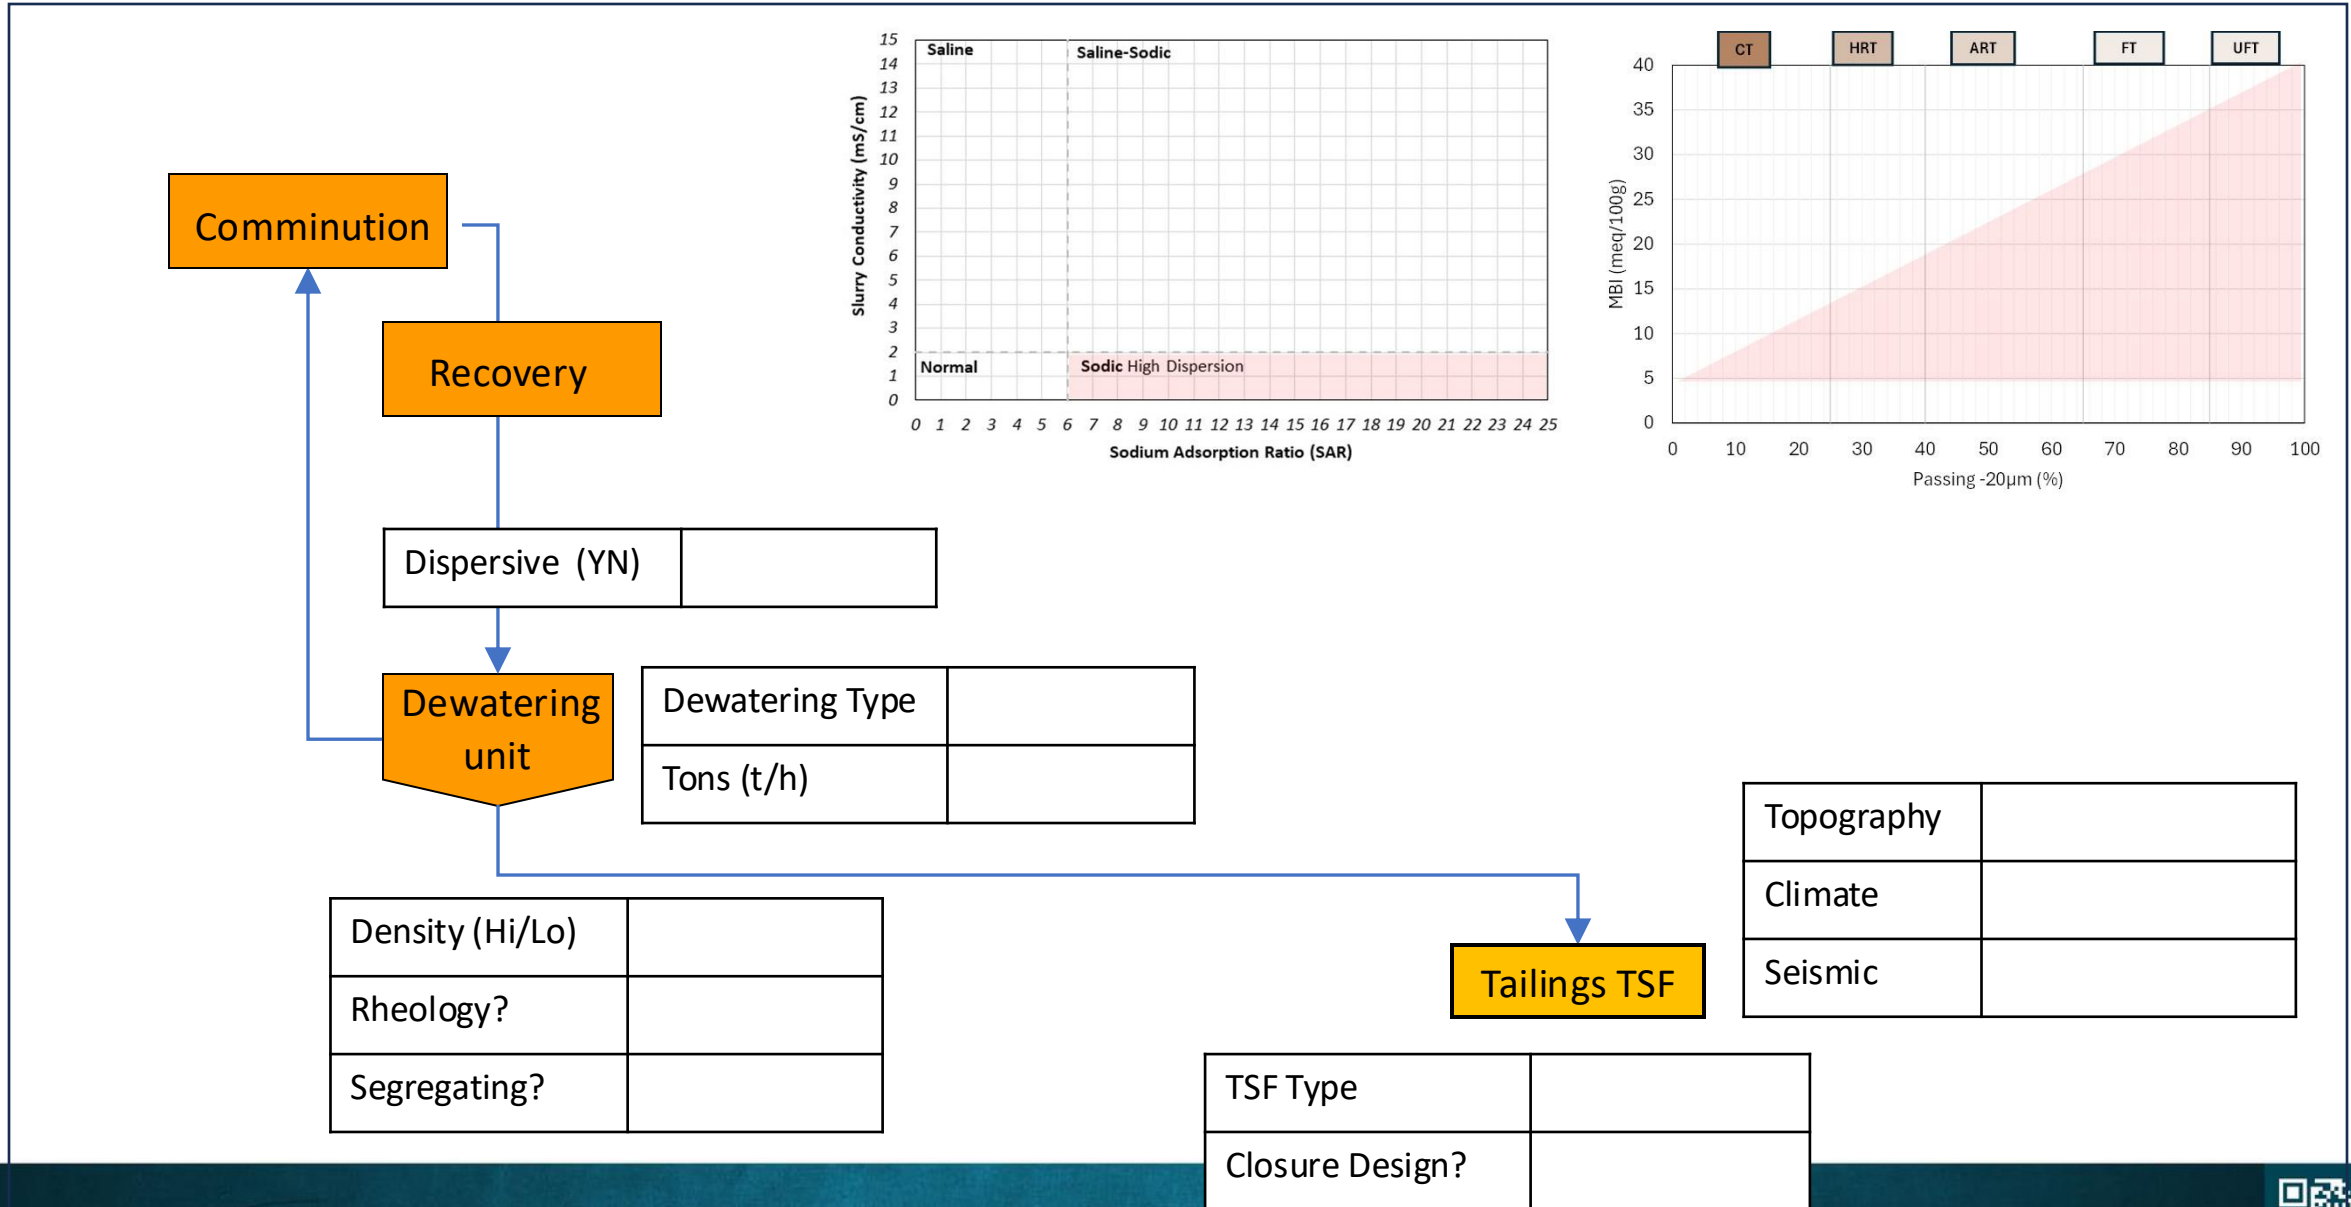 15
Saline
Saline-Sodic
14
13
12
11
10
9
8
7
6
5
4
3
2
1
0
Slurry Conductivity (mS/cm)
Normal
Sodic High Dispersion
0 1 2 3 4 5 6 7 8 9 10 11 12 13 14 15 16 17 18 19 20 21 22 23 24 25
Sodium Adsorption Ratio (SAR)
CT HRT ART FT UFT
40
35
30
25
20
15
10
5
0
MBI (meq/100g)
0 10 20 30 40 50 60 70 80 90 100
Passing -20µm (%)
Comminution
Recovery
Dispersive (YN)
Dewatering
unit
Dewatering Type
Tons (t/h)
Density (Hi/Lo)
Rheology?
Segregating?
Tailings TSF
Topography
Climate
Seismic
TSF Type
Closure Design?